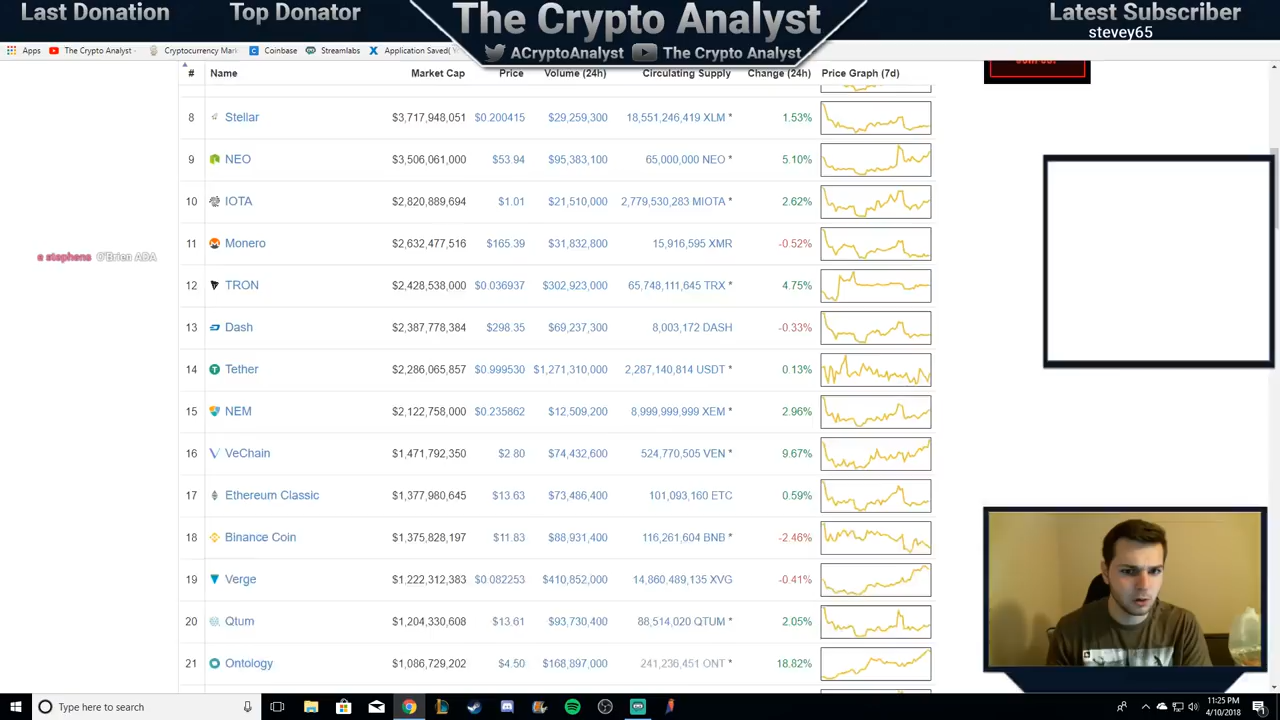 Last Donation
Top Donator
The Crypto Analyst
Latest Subscriber
stevey65
Apps
The Crypto Analyst
Cryptocurrency Mar
Coinbase
Streamlabs
Application Saved(
ACryptoAnalyst
The Crypto Analyst
# Name Market Cap Price Volume (24h) Circulating Supply Change (24h) Price Graph (7d)
8 Stellar $3,717,948,051 $0.200415 $29,259,300 18,551,246,419 XLM * 1.53%
9 NEO $3,506,061,000 $53.94 $95,383,100 65,000,000 NEO * 5.10%
10 IOTA $2,820,889,694 $1.01 $21,510,000 2,779,530,283 MIOTA * 2.62%
11 Monero $2,632,477,516 $165.39 $31,832,800 15,916,595 XMR -0.52%
e stephens O'Brien ADA
12 TRON $2,428,538,000 $0.036937 $302,923,000 65,748,111,645 TRX * 4.75%
13 Dash $2,387,778,384 $298.35 $69,237,300 8,003,172 DASH -0.33%
14 Tether $2,286,065,857 $0.999530 $1,271,310,000 2,287,140,814 USDT * 0.13%
15 NEM $2,122,758,000 $0.235862 $12,509,200 8,999,999,999 XEM * 2.96%
16 VeChain $1,471,792,350 $2.80 $74,432,600 524,770,505 VEN * 9.67%
17 Ethereum Classic $1,377,980,645 $13.63 $73,486,400 101,093,160 ETC 0.59%
18 Binance Coin $1,375,828,197 $11.83 $88,931,400 116,261,604 BNB * -2.46%
19 Verge $1,222,312,383 $0.082253 $410,852,000 14,860,489,135 XVG -0.41%
20 Qtum $1,204,330,608 $13.61 $93,730,400 88,514,020 QTUM * 2.05%
21 Ontology $1,086,729,202 $4.50 $168,897,000 241,236,451 ONT * 18.82%
Type here to search
11:25 PM
4/10/2018